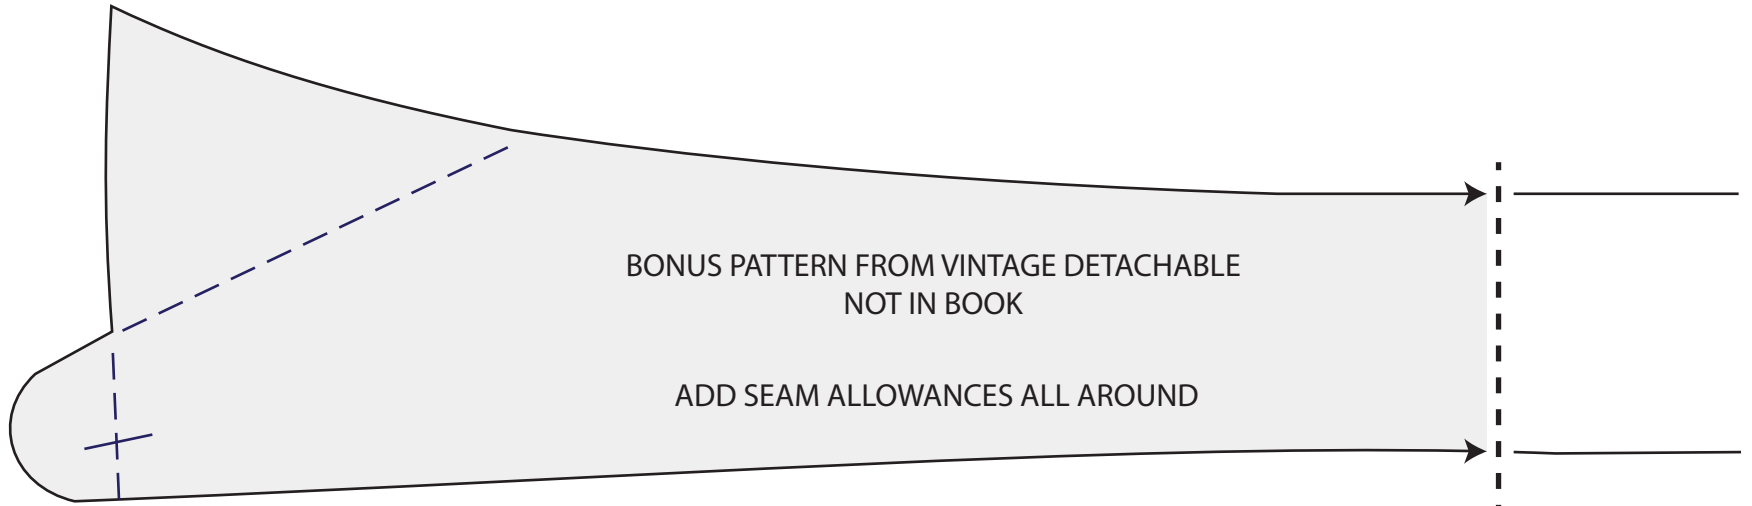 BONUS PATTERN FROM VINTAGE DETACHABLE
NOT IN BOOK
ADD SEAM ALLOWANCES ALL AROUND